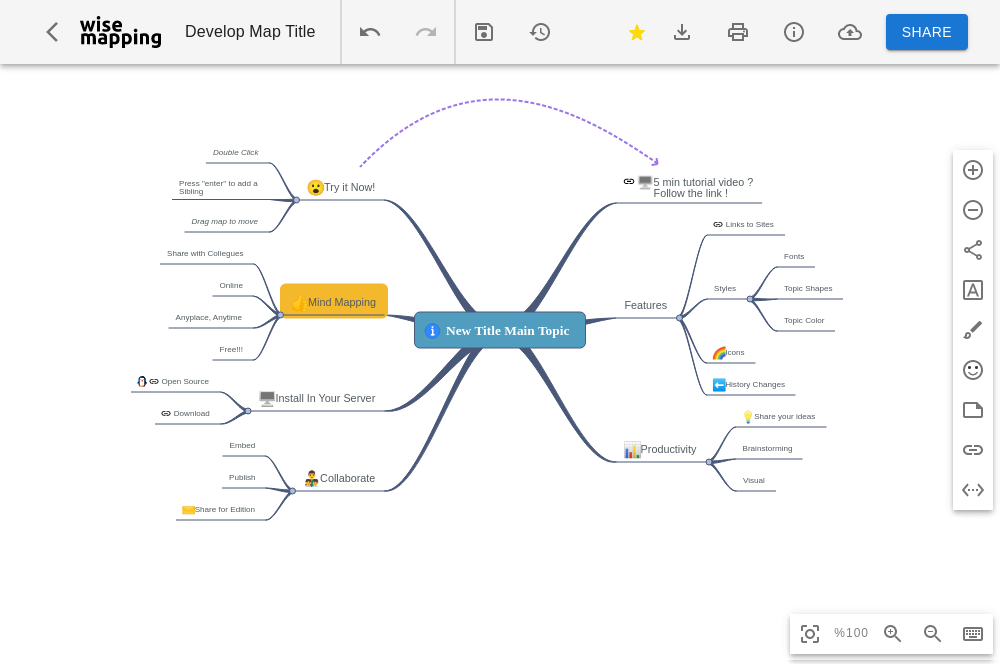 wise
mapping
Develop Map Title
SHARE
Double Click
Press "enter" to add a
Sibling
Drag map to move
Try it Now!
5 min tutorial video ?
Follow the link !
Share with Collegues
Online
Anyplace, Anytime
Free!!!
Mind Mapping
New Title Main Topic
Links to Sites
Features
Styles
Fonts
Topic Shapes
Topic Color
Icons
History Changes
Open Source
Download
Install In Your Server
Embed
Publish
Share for Edition
Collaborate
Productivity
Share your ideas
Brainstorming
Visual
%100